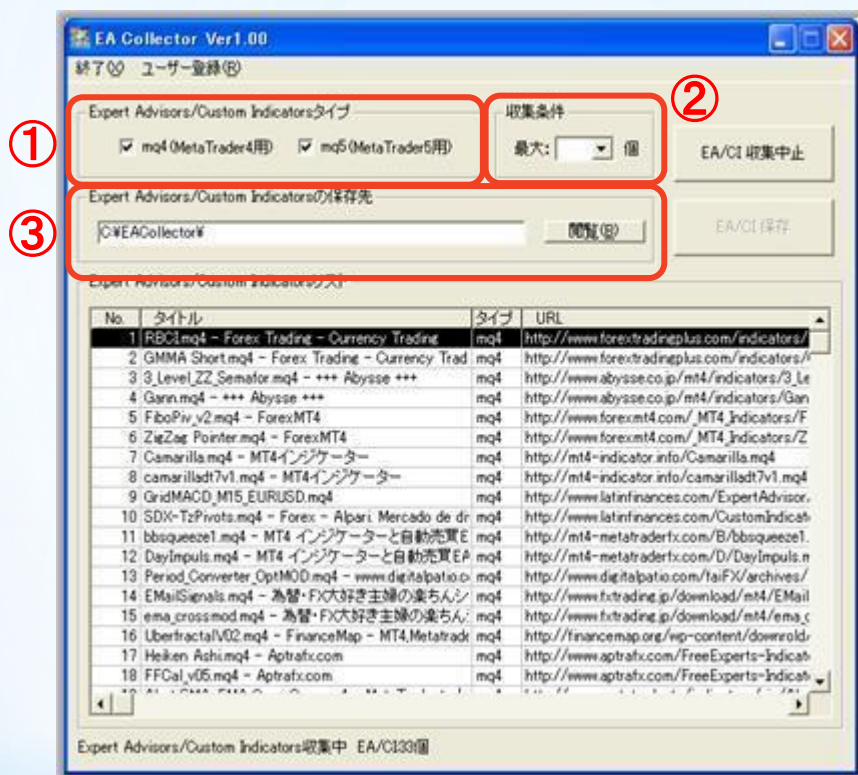 EA Collector Ver1.00
終了(X) ユーザー登録(R)
① Expert Advisors/Custom Indicatorsタイプ
mq4(MetaTrader4用) mq5(MetaTrader5用)
② 収集条件
最大: 個
EA/CI 収集中止
③ Expert Advisors/Custom Indicatorsの保存先
C:¥EACollector¥ 閲覧(B)
EA/CI 保存
Expert Advisors/Custom Indicatorsリスト
No. タイトル タイプ URL
1 RBCI.mq4 - Forex Trading - Currency Trading mq4 http://www.forextradingplus.com/indicators/
2 GMMA Short.mq4 - Forex Trading - Currency Trad mq4 http://www.forextradingplus.com/indicators/
3 3_Level_ZZ_Semafor.mq4 - +++ Abysse +++ mq4 http://www.abysse.co.jp/mt4/indicators/3_Le
4 Gann.mq4 - +++ Abysse +++ mq4 http://www.abysse.co.jp/mt4/indicators/Gan
5 FiboPiv_v2.mq4 - ForexMT4 mq4 http://www.forexmt4.com/_MT4_Indicators/F
6 ZigZag Pointer.mq4 - ForexMT4 mq4 http://www.forexmt4.com/_MT4_Indicators/Z
7 Camarilla.mq4 - MT4インジケーター mq4 http://mt4-indicator.info/Camarilla.mq4
8 camarilladt7v1.mq4 - MT4インジケーター mq4 http://mt4-indicator.info/camarilladt7v1.mq4
9 GridMACD_M15_EURUSD.mq4 mq4 http://www.latinfinances.com/ExpertAdvisor
10 SDX-TzPivots.mq4 - Forex - Alpari. Mercado de di mq4 http://www.latinfinances.com/CustomIndicat
11 bbsqueeze1.mq4 - MT4 インジケーターと自動売買E mq4 http://mt4-metatraderfx.com/B/bbsqueeze1.
12 DayImpuls.mq4 - MT4 インジケーターと自動売買EA mq4 http://mt4-metatraderfx.com/D/DayImpuls.m
13 Period_Converter_OptMOD.mq4 - www.digitalpatio.c mq4 http://www.digitalpatio.com/taiFX/archives/
14 EMailSignals.mq4 - 為替・FX大好き主婦の楽ちんシ mq4 http://www.fxtrading.jp/download/mt4/EMail
15 ema_crossmod.mq4 - 為替・FX大好き主婦の楽ちん mq4 http://www.fxtrading.jp/download/mt4/ema_c
16 UberfractalV02.mq4 - FinanceMap - MT4,Metatrade mq4 http://financemap.org/wp-content/downrold
17 Heiken Ashi.mq4 - Aptrafx.com mq4 http://www.aptrafx.com/FreeExperts-Indicat
18 FFCal_v05.mq4 - Aptrafx.com mq4 http://www.aptrafx.com/FreeExperts-Indicat
Expert Advisors/Custom Indicators収集中 EA/CI33個